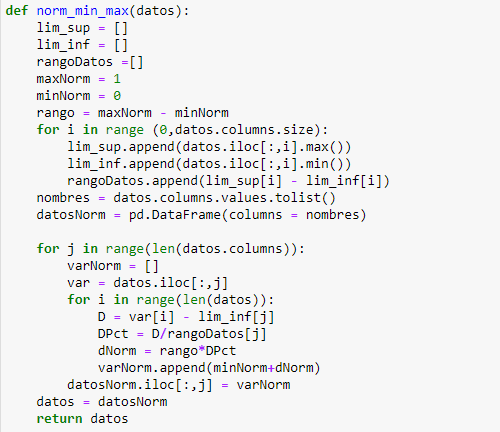 def norm_min_max(datos):
    lim_sup = []
    lim_inf = []
    rangoDatos =[]
    maxNorm = 1
    minNorm = 0
    rango = maxNorm - minNorm
    for i in range (0,datos.columns.size):
        lim_sup.append(datos.iloc[:,i].max())
        lim_inf.append(datos.iloc[:,i].min())
        rangoDatos.append(lim_sup[i] - lim_inf[i])
    nombres = datos.columns.values.tolist()
    datosNorm = pd.DataFrame(columns = nombres)

    for j in range(len(datos.columns)):
        varNorm = []
        var = datos.iloc[:,j]
        for i in range(len(datos)):
            D = var[i] - lim_inf[j]
            DPct = D/rangoDatos[j]
            dNorm = rango*DPct
            varNorm.append(minNorm+dNorm)
        datosNorm.iloc[:,j] = varNorm
    datos = datosNorm
    return datos